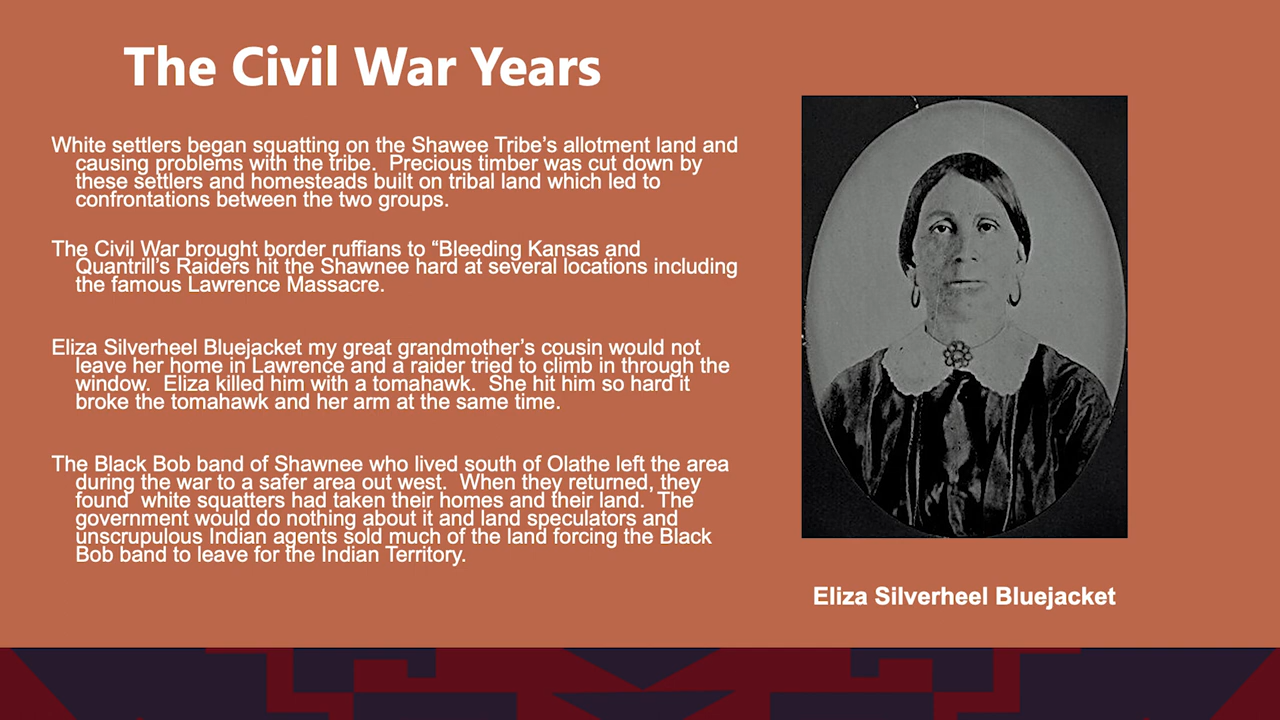 The Civil War Years
White settlers began squatting on the Shawee Tribe’s allotment land and
causing problems with the tribe.  Precious timber was cut down by
these settlers and homesteads built on tribal land which led to
confrontations between the two groups.
The Civil War brought border ruffians to “Bleeding Kansas and
Quantrill’s Raiders hit the Shawnee hard at several locations including
the famous Lawrence Massacre.
Eliza Silverheel Bluejacket my great grandmother’s cousin would not
leave her home in Lawrence and a raider tried to climb in through the
window.  Eliza killed him with a tomahawk.  She hit him so hard it
broke the tomahawk and her arm at the same time.
The Black Bob band of Shawnee who lived south of Olathe left the area
during the war to a safer area out west.  When they returned, they
found  white squatters had taken their homes and their land.  The
government would do nothing about it and land speculators and
unscrupulous Indian agents sold much of the land forcing the Black
Bob band to leave for the Indian Territory.
Eliza Silverheel Bluejacket